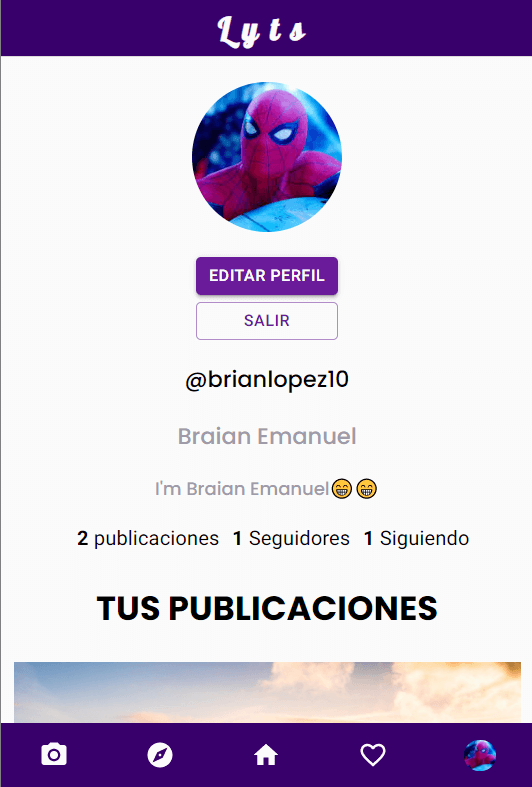 Lyts
EDITAR PERFIL
SALIR
@brianlopez10
Braian Emanuel
I'm Braian Emanuel😁😁
2 publicaciones 1 Seguidores 1 Siguiendo
TUS PUBLICACIONES